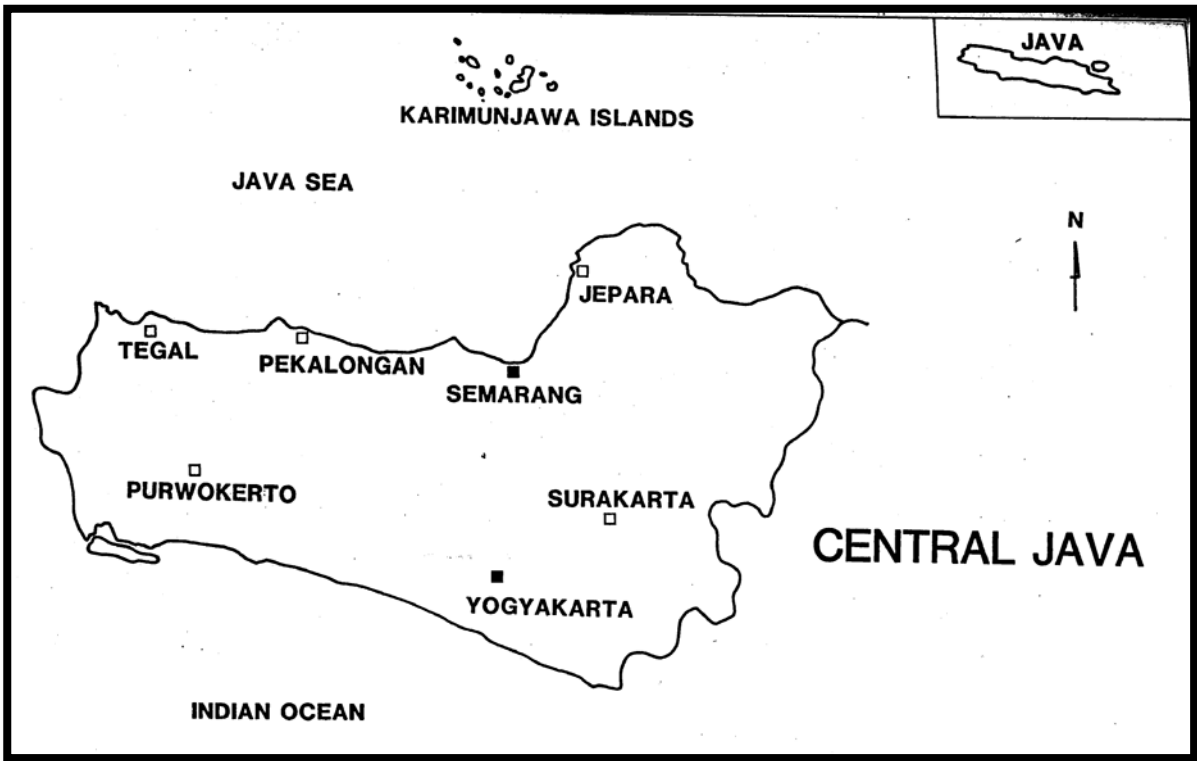 JAVA
KARIMUNJAWA ISLANDS
JAVA SEA
N
JEPARA
TEGAL
PEKALONGAN
SEMARANG
PURWOKERTO
SURAKARTA
CENTRAL JAVA
YOGYAKARTA
INDIAN OCEAN